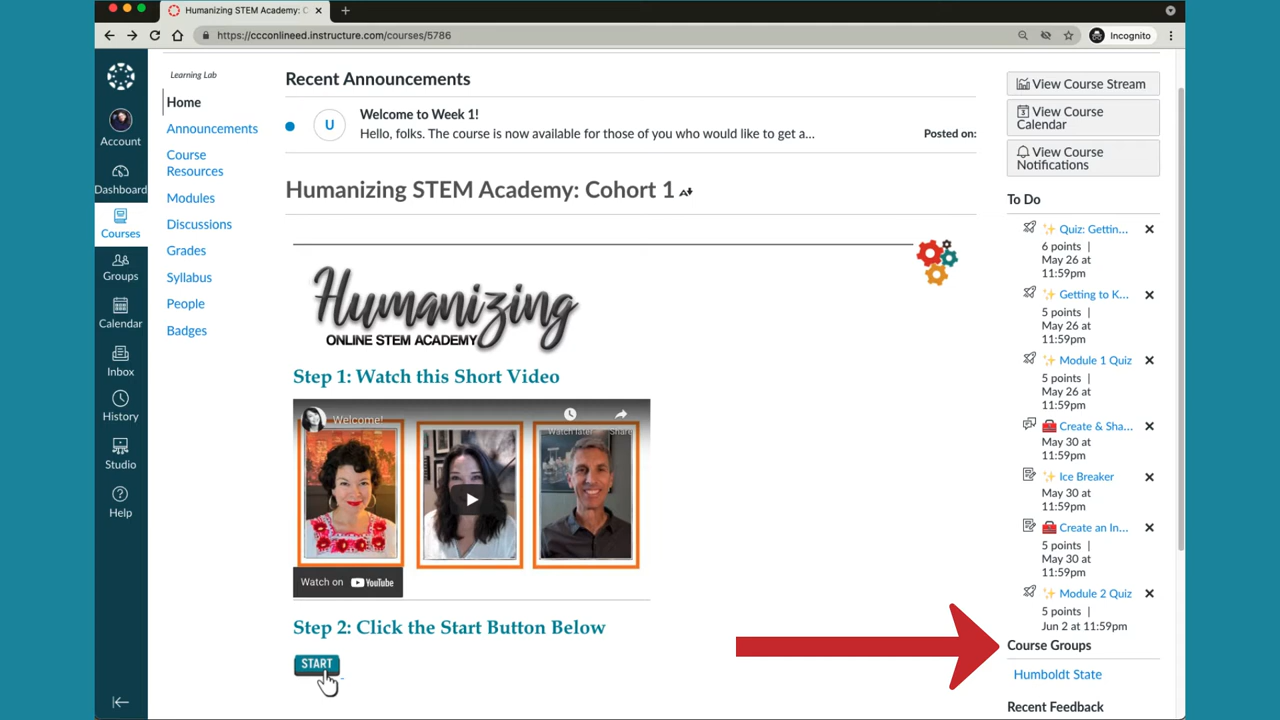 Humanizing STEM Academy: C
https://ccconlineed.instructure.com/courses/5786
Incognito
Account
Dashboard
Courses
Groups
Calendar
Inbox
History
Studio
Help
Learning Lab
Home
Announcements
Course
Resources
Modules
Discussions
Grades
Syllabus
People
Badges
Recent Announcements
U
Welcome to Week 1!
Hello, folks. The course is now available for those of you who would like to get a...
Posted on:
Humanizing STEM Academy: Cohort 1
Humanizing
ONLINE STEM ACADEMY
Step 1: Watch this Short Video
Welcome!
Watch later
Share
Watch on YouTube
Step 2: Click the Start Button Below
START
View Course Stream
View Course
Calendar
View Course
Notifications
To Do
Quiz: Gettin...
6 points |
May 26 at
11:59pm
Getting to K...
5 points |
May 26 at
11:59pm
Module 1 Quiz
5 points |
May 26 at
11:59pm
Create & Sha...
May 30 at
11:59pm
Ice Breaker
May 30 at
11:59pm
Create an In...
5 points |
May 30 at
11:59pm
Module 2 Quiz
5 points |
Jun 2 at 11:59pm
Course Groups
Humboldt State
Recent Feedback